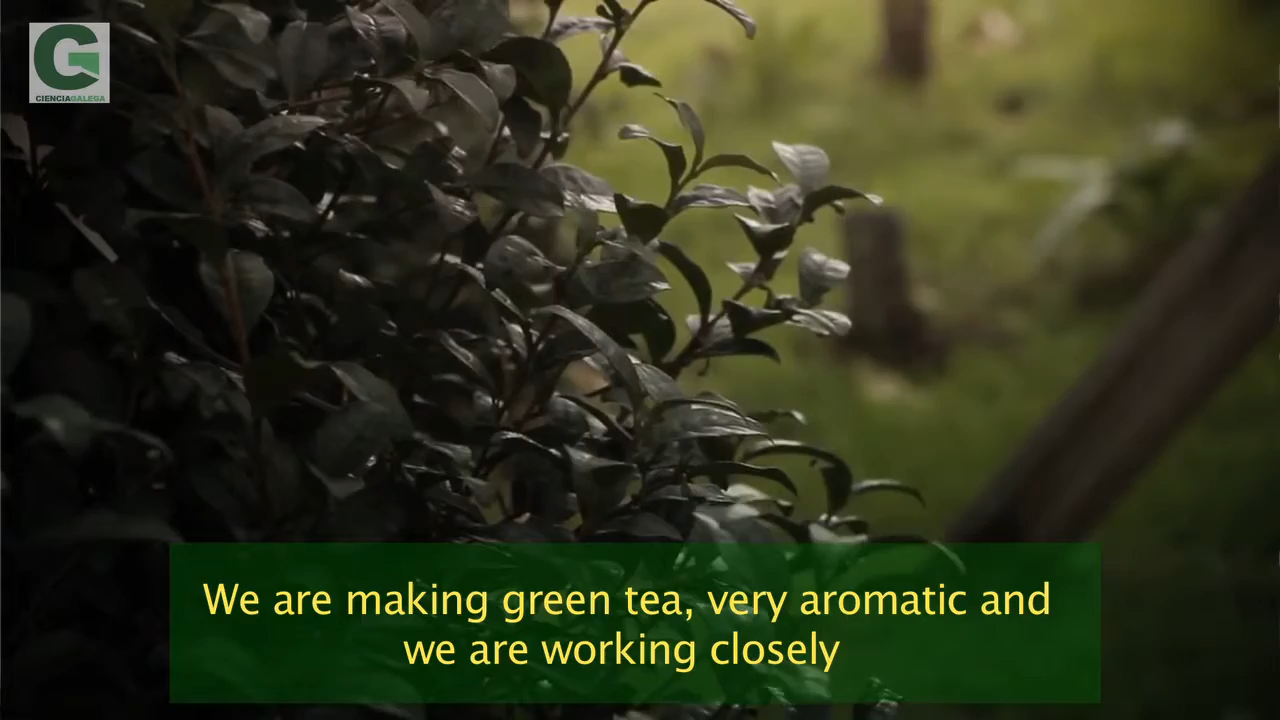 CIENCIAGALEGA
We are making green tea, very aromatic and
we are working closely